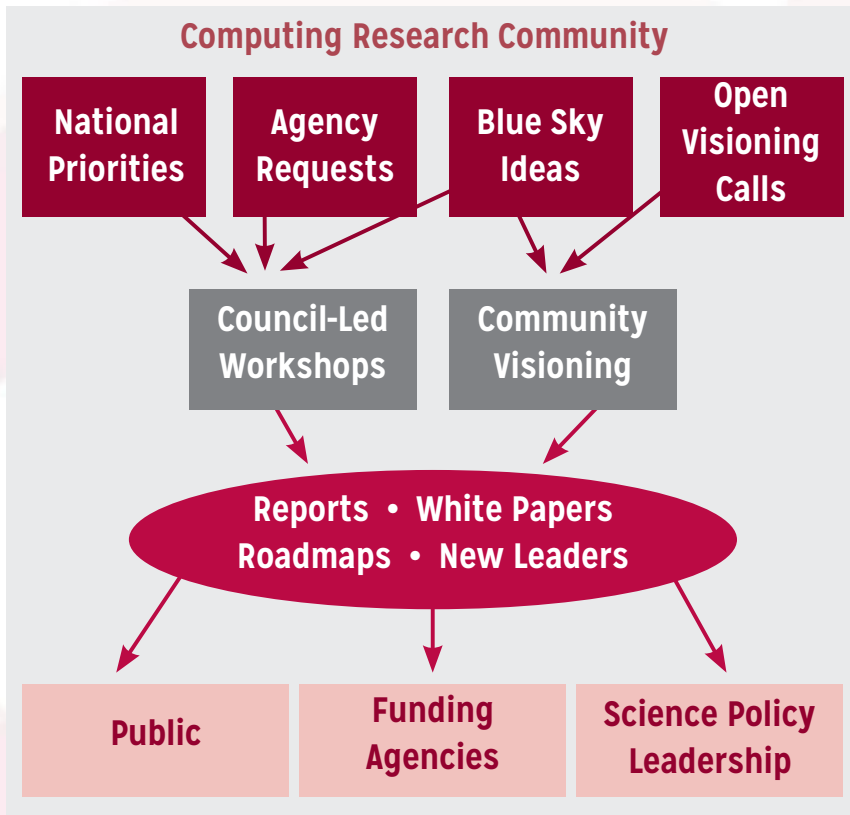 Computing Research Community
National
Priorities
Agency
Requests
Blue Sky
Ideas
Open
Visioning
Calls
Council-Led
Workshops
Community
Visioning
Reports • White Papers
Roadmaps • New Leaders
Public
Funding
Agencies
Science Policy
Leadership